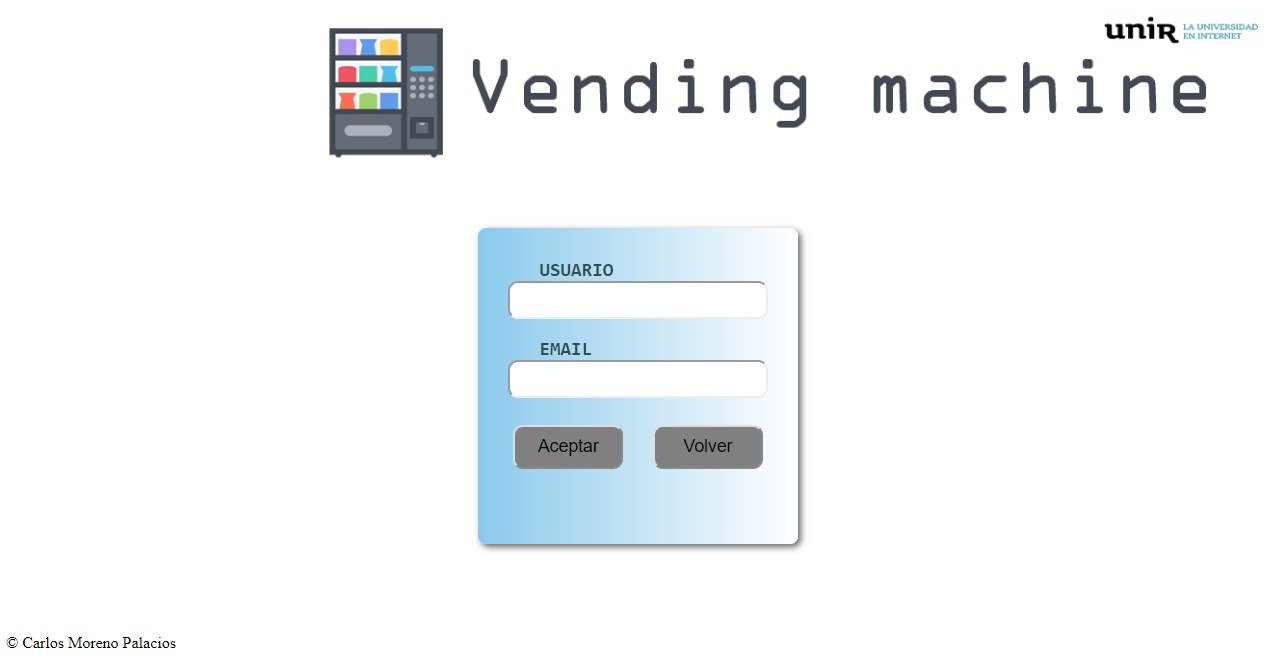 uniR LA UNIVERSIDAD
EN INTERNET
Vending machine
USUARIO
EMAIL
Aceptar Volver
© Carlos Moreno Palacios